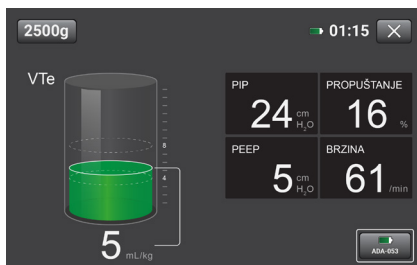 2500g
01:15
VTe
8
4
5 mL/kg
PIP
24 cm H₂O
PROPUŠTANJE
16 %
PEEP
5 cm H₂O
BRZINA
61 /min
ADA-053